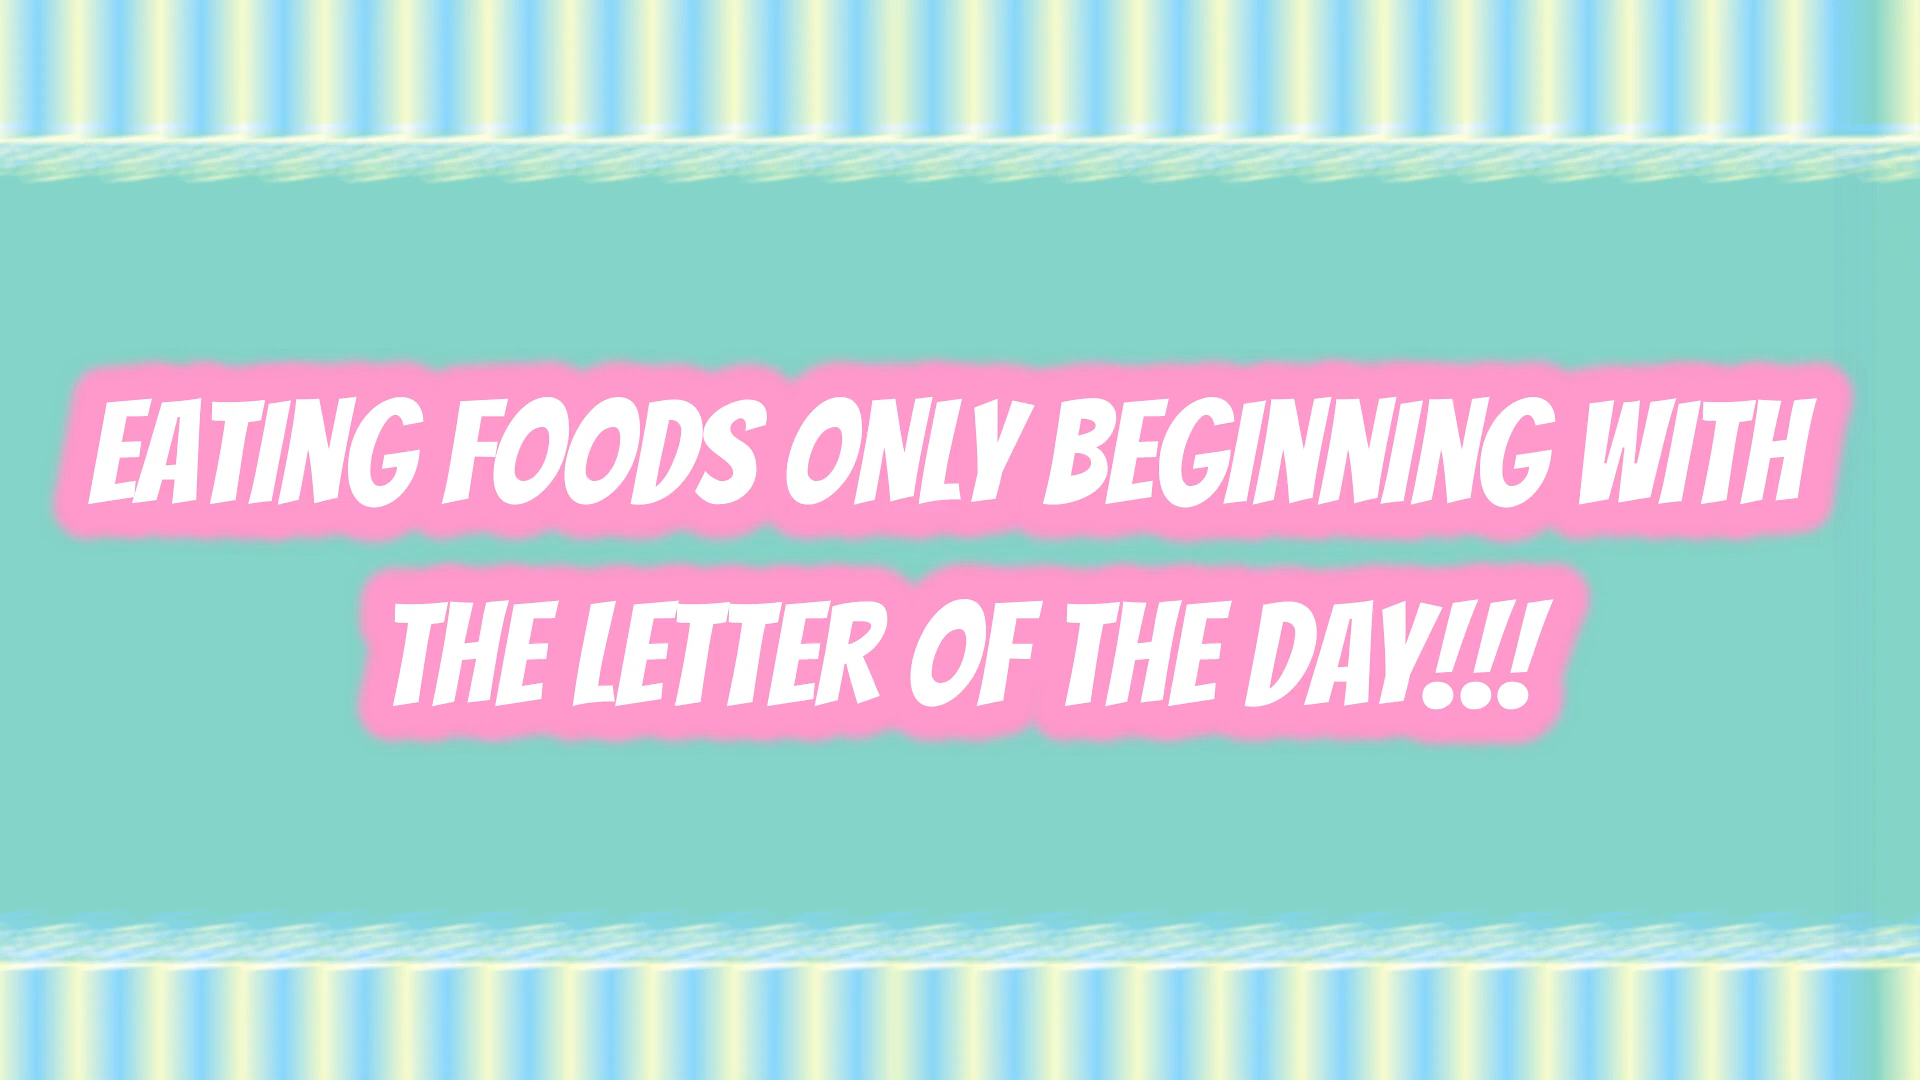 EATING FOODS ONLY BEGINNING WITH
THE LETTER OF THE DAY!!!